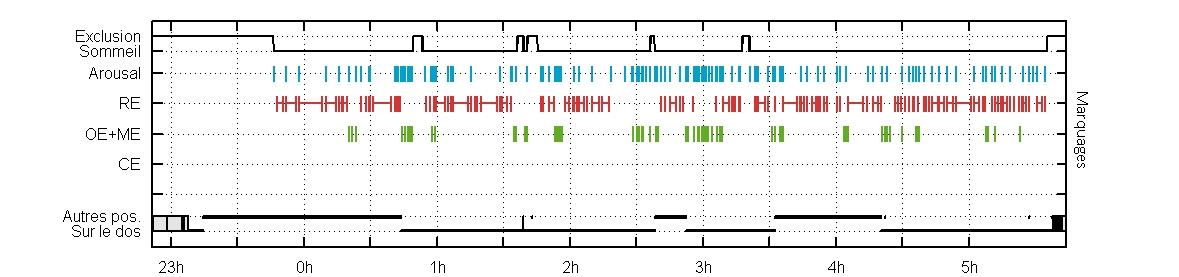 Exclusion
Sommeil
Arousal
RE
OE+ME
CE
Autres pos.
Sur le dos
Marquages
23h 0h 1h 2h 3h 4h 5h